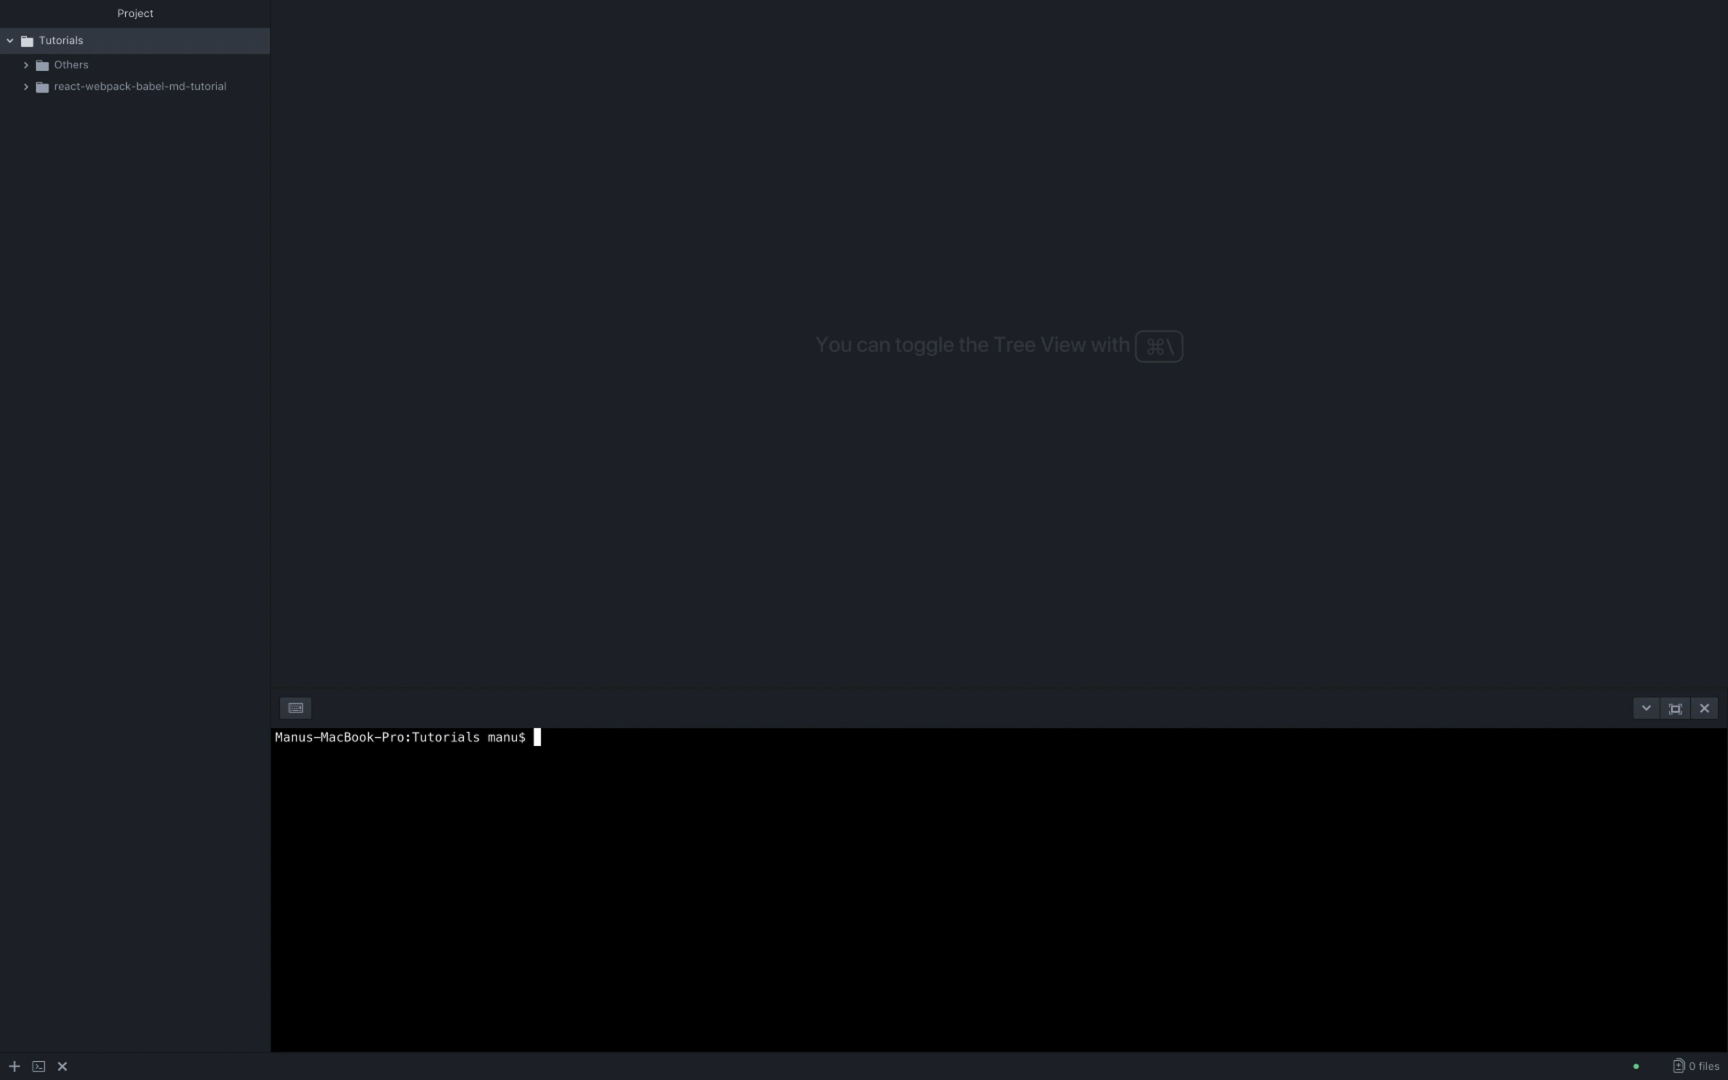 Project
Tutorials
Others
react-webpack-babel-md-tutorial
You can toggle the Tree View with ⌘\
Manus-MacBook-Pro:Tutorials manu$
0 files